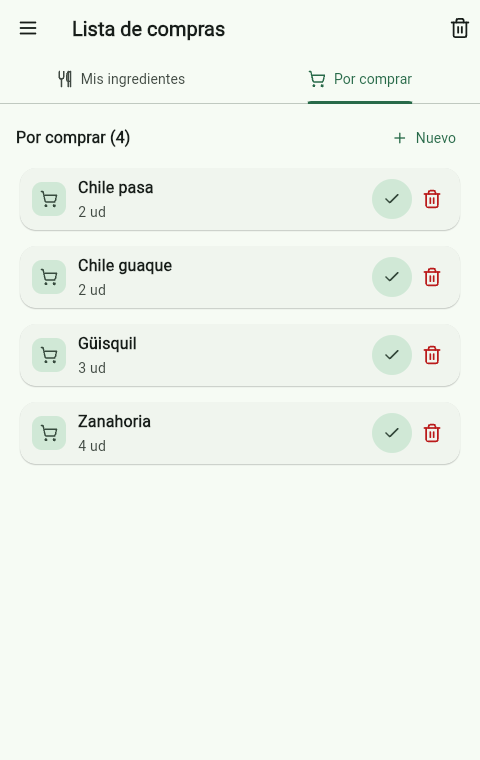 Lista de compras
Mis ingredientes
Por comprar
Por comprar (4)
Nuevo
Chile pasa
2 ud
Chile guaque
2 ud
Güisquil
3 ud
Zanahoria
4 ud